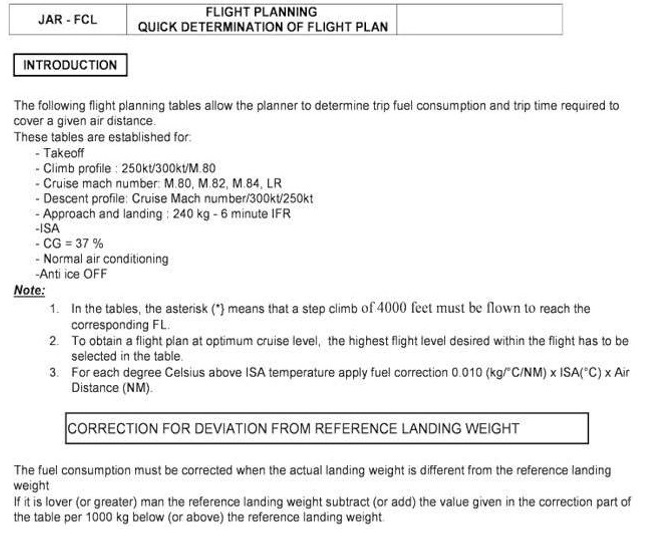 JAR - FCL
FLIGHT PLANNING
QUICK DETERMINATION OF FLIGHT PLAN
INTRODUCTION
The following flight planning tables allow the planner to determine trip fuel consumption and trip time required to
cover a given air distance.
These tables are established for:
- Takeoff
- Climb profile : 250kt/300kt/M.80
- Cruise mach number: M.80, M.82, M.84, LR
- Descent profile: Cruise Mach number/300kt/250kt
- Approach and landing : 240 kg - 6 minute IFR
-ISA
- CG = 37 %
- Normal air conditioning
-Anti ice OFF
Note:
1. In the tables, the asterisk (*} means that a step climb of 4000 feet must be flown to reach the
corresponding FL.
2. To obtain a flight plan at optimum cruise level, the highest flight level desired within the flight has to be
selected in the table.
3. For each degree Celsius above ISA temperature apply fuel correction 0.010 (kg/°C/NM) x ISA(°C) x Air
Distance (NM).
CORRECTION FOR DEVIATION FROM REFERENCE LANDING WEIGHT
The fuel consumption must be corrected when the actual landing weight is different from the reference landing
weight
If it is lover (or greater) man the reference landing weight subtract (or add) the value given in the correction part of
the table per 1000 kg below (or above) the reference landing weight.